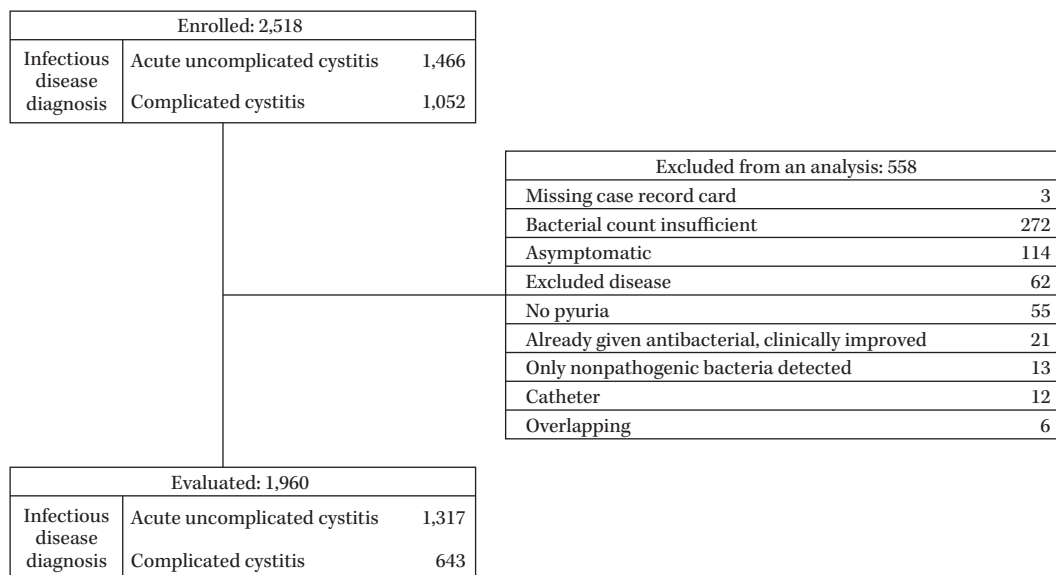 Enrolled: 2,518
Infectious disease diagnosis
Acute uncomplicated cystitis 1,466
Complicated cystitis 1,052
Excluded from an analysis: 558
Missing case record card 3
Bacterial count insufficient 272
Asymptomatic 114
Excluded disease 62
No pyuria 55
Already given antibacterial, clinically improved 21
Only nonpathogenic bacteria detected 13
Catheter 12
Overlapping 6
Evaluated: 1,960
Infectious disease diagnosis
Acute uncomplicated cystitis 1,317
Complicated cystitis 643